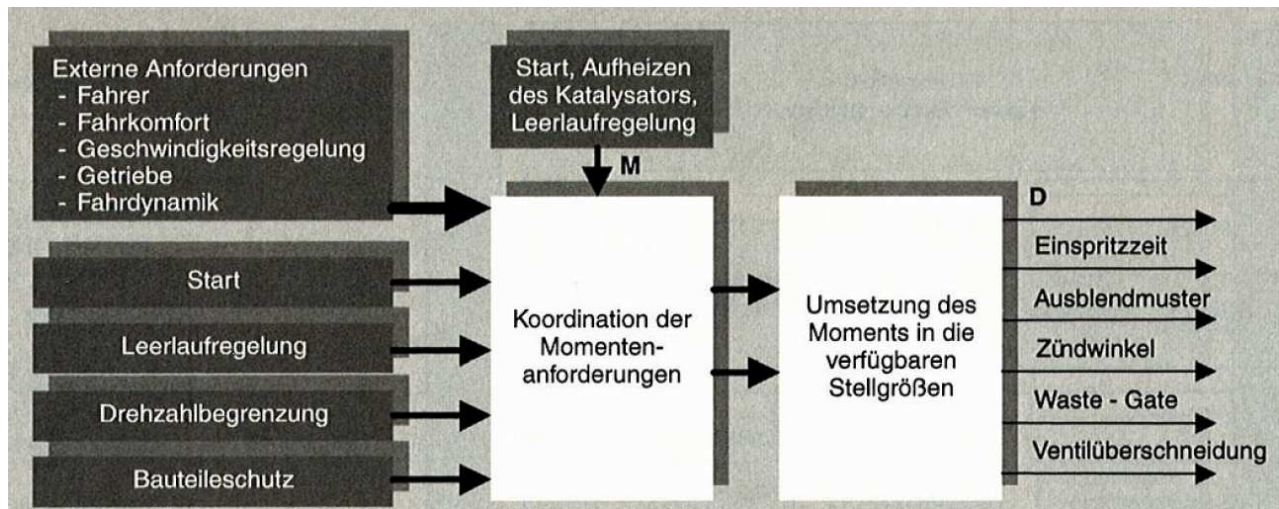 Externe Anforderungen
- Fahrer
- Fahrkomfort
- Geschwindigkeitsregelung
- Getriebe
- Fahrdynamik
Start
Leerlaufregelung
Drehzahlbegrenzung
Bauteileschutz
Start, Aufheizen
des Katalysators,
Leerlaufregelung
M
Koordination der
Momenten-
anforderungen
Umsetzung des
Moments in die
verfügbaren
Stellgrößen
D
Einspritzzeit
Ausblendmuster
Zündwinkel
Waste - Gate
Ventilüberschneidung